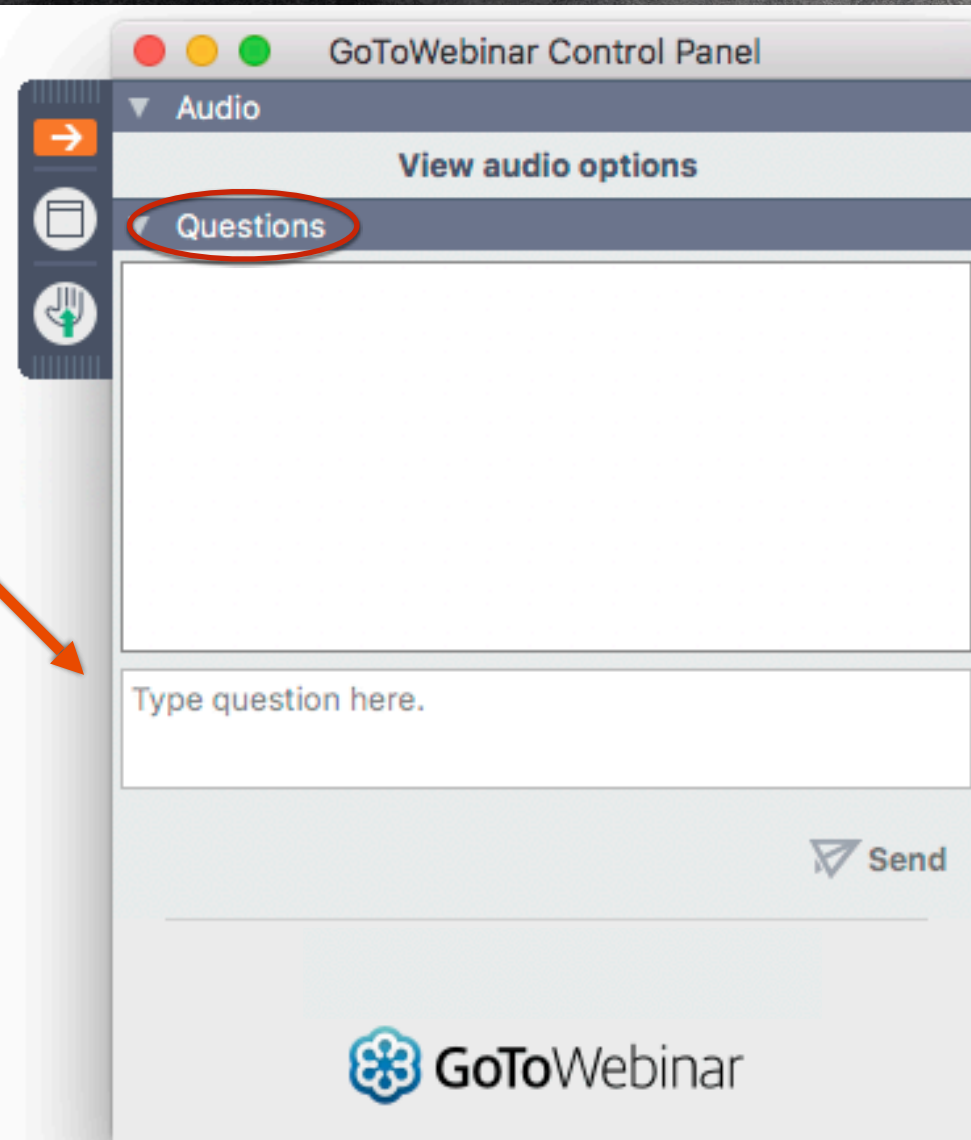 GoToWebinar Control Panel
Audio
View audio options
Questions
Type question here.
Send
GoToWebinar